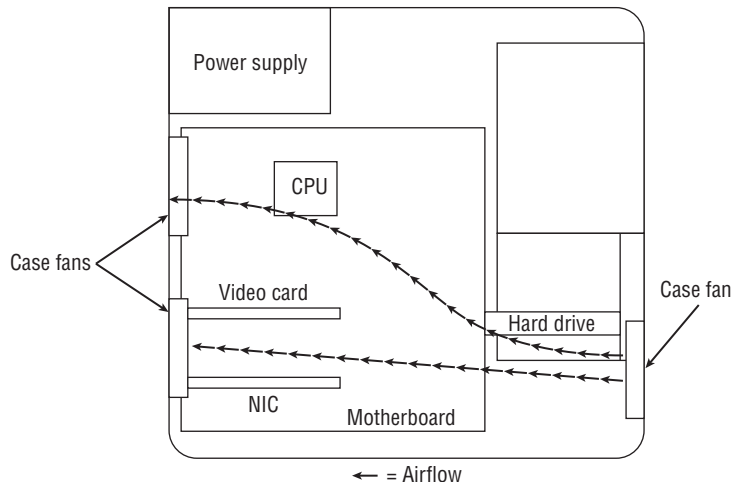 Power supply
CPU
Case fans
Video card
Case fan
Hard drive
NIC
Motherboard
= Airflow